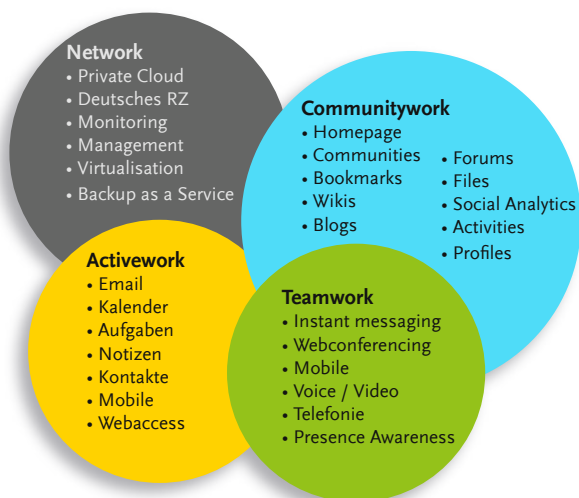 Network
• Private Cloud
• Deutsches RZ
• Monitoring
• Management
• Virtualisation
• Backup as a Service
Communitywork
• Homepage
• Communities
• Bookmarks
• Wikis
• Blogs
• Forums
• Files
• Social Analytics
• Activities
• Profiles
Activework
• Email
• Kalender
• Aufgaben
• Notizen
• Kontakte
• Mobile
• Webaccess
Teamwork
• Instant messaging
• Webconferencing
• Mobile
• Voice / Video
• Telefonie
• Presence Awareness